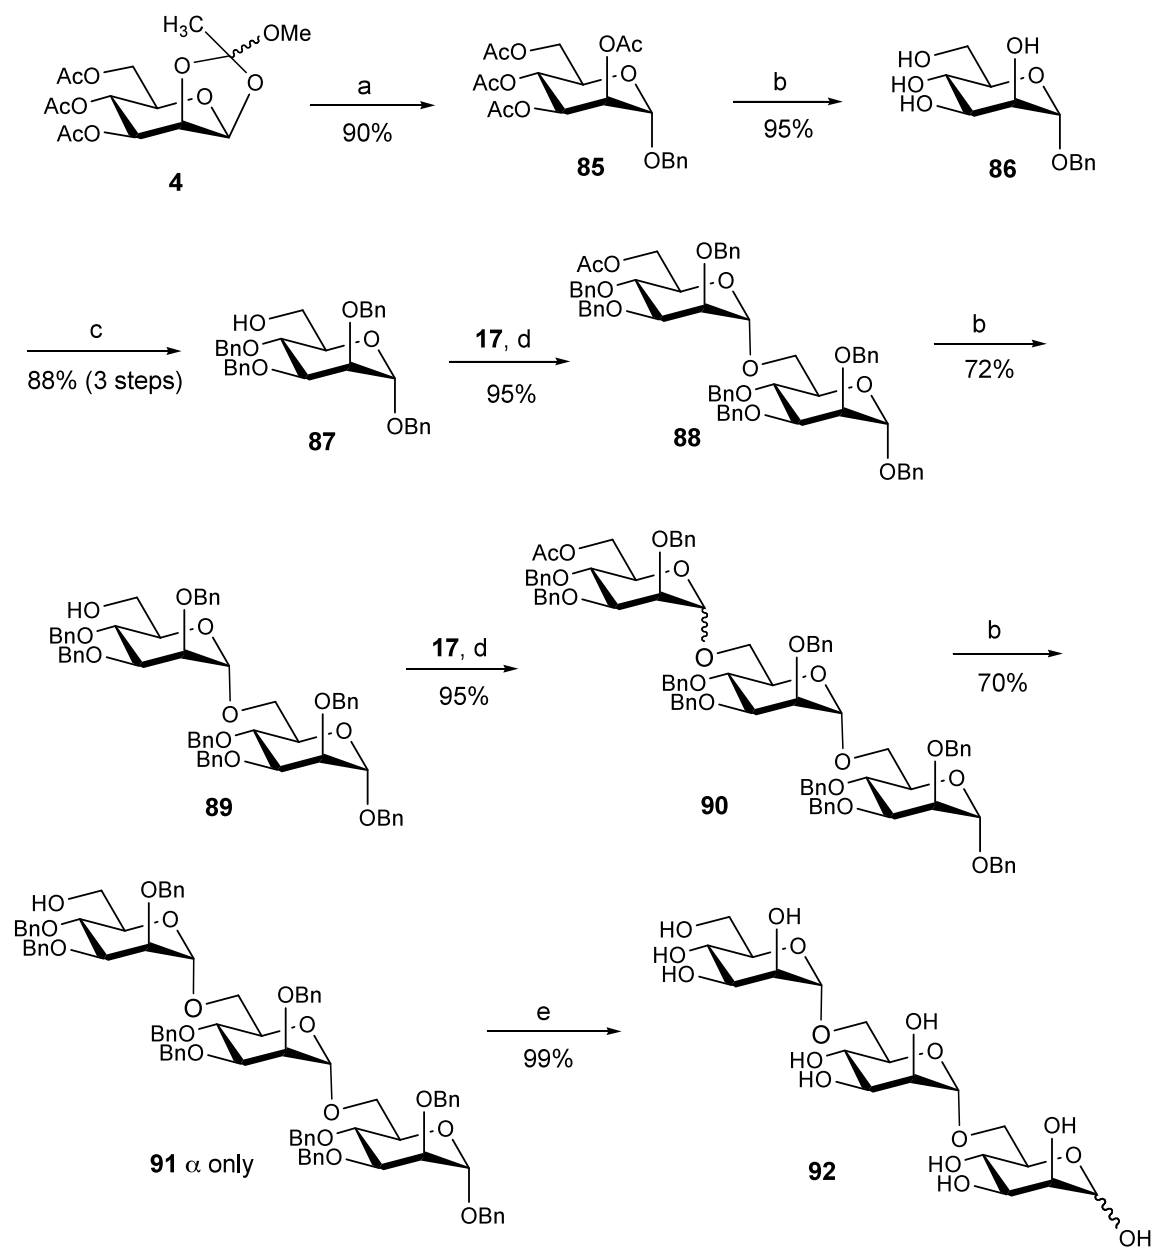 H3C
OMe
O
O
AcO
AcO
O
AcO
4
a
90%
AcO
OAc
AcO
O
AcO
OBn
85
b
95%
HO
OH
HO
O
HO
OBn
86
c
88% (3 steps)
HO
OBn
BnO
O
BnO
OBn
87
17, d
95%
AcO
OBn
BnO
O
BnO
O
OBn
BnO
O
BnO
OBn
88
b
72%
HO
OBn
BnO
O
BnO
O
OBn
BnO
O
BnO
OBn
89
17, d
95%
AcO
OBn
BnO
O
BnO
O
OBn
BnO
O
BnO
O
OBn
BnO
O
BnO
OBn
90
b
70%
HO
OBn
BnO
O
BnO
O
OBn
BnO
O
BnO
O
OBn
BnO
O
BnO
OBn
91 α only
e
99%
HO
OH
HO
O
HO
O
OH
HO
O
HO
O
OH
HO
O
HO
OH
92